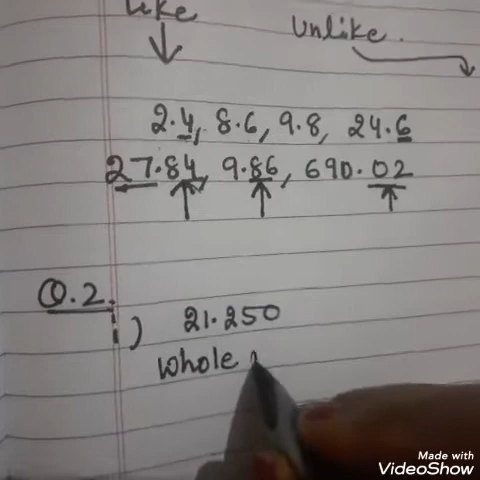 Like
Unlike.
2.4, 8.6, 9.8, 24.6
27.84, 9.86, 690.02
Q.2.
1) 21.250
Whole
Made with
VideoShow